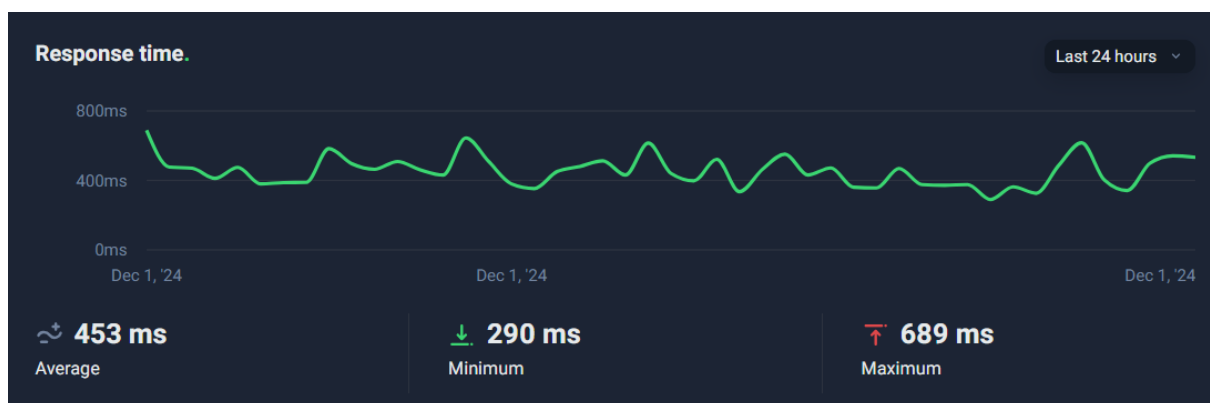 Response time.
Last 24 hours
800ms
400ms
0ms
Dec 1, '24 Dec 1, '24 Dec 1, '24
453 ms 290 ms 689 ms
Average Minimum Maximum